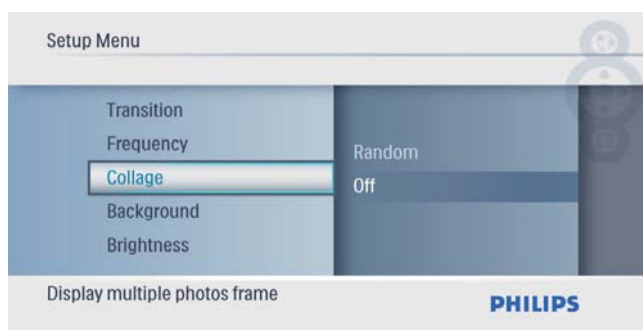 Setup Menu
Transition
Frequency
Collage
Background
Brightness
Random
Off
Display multiple photos frame
PHILIPS